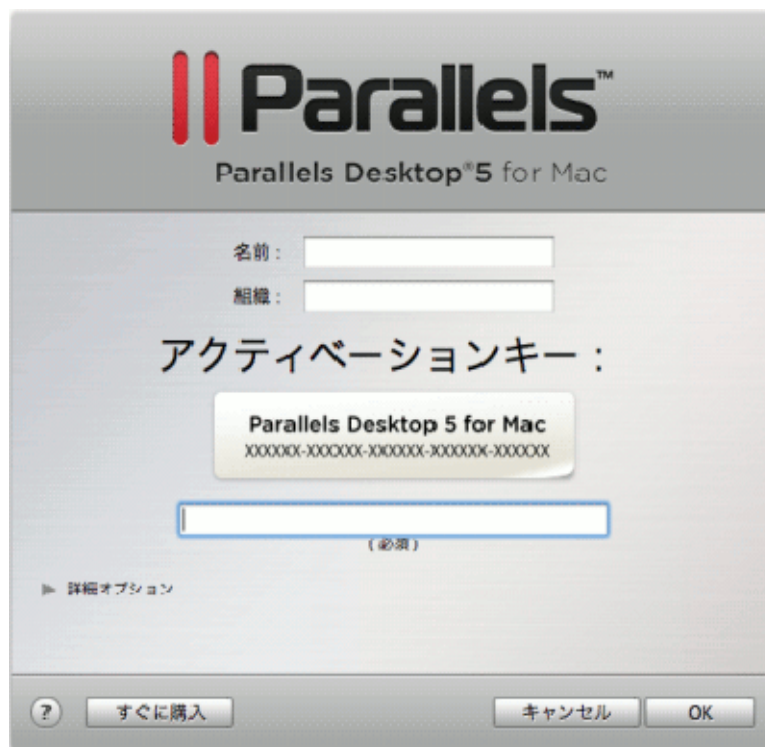 Parallels™
Parallels Desktop®5 for Mac
名前：
組織：
アクティベーションキー：
Parallels Desktop 5 for Mac
XXXXXX-XXXXXX-XXXXXX-XXXXXX-XXXXXX
（必須）
▶ 詳細オプション
? すぐに購入 キャンセル OK